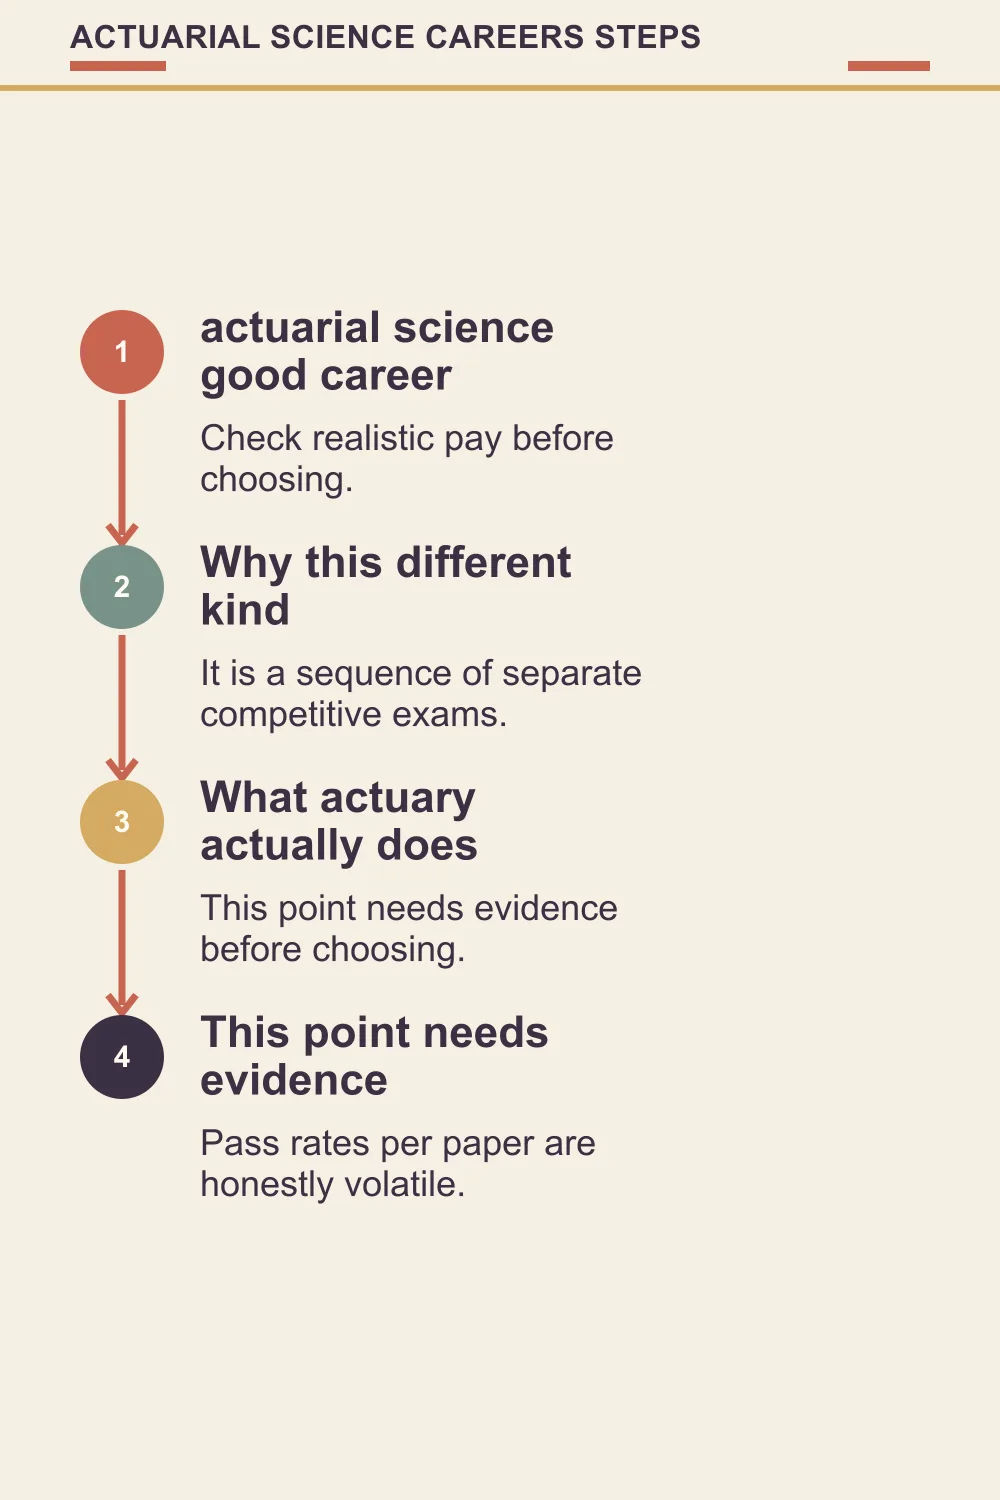 ACTUARIAL SCIENCE CAREERS STEPS
1
actuarial science
good career
Check realistic pay before
choosing.
2
Why this different
kind
It is a sequence of separate
competitive exams.
3
What actuary
actually does
This point needs evidence
before choosing.
4
This point needs
evidence
Pass rates per paper are
honestly volatile.